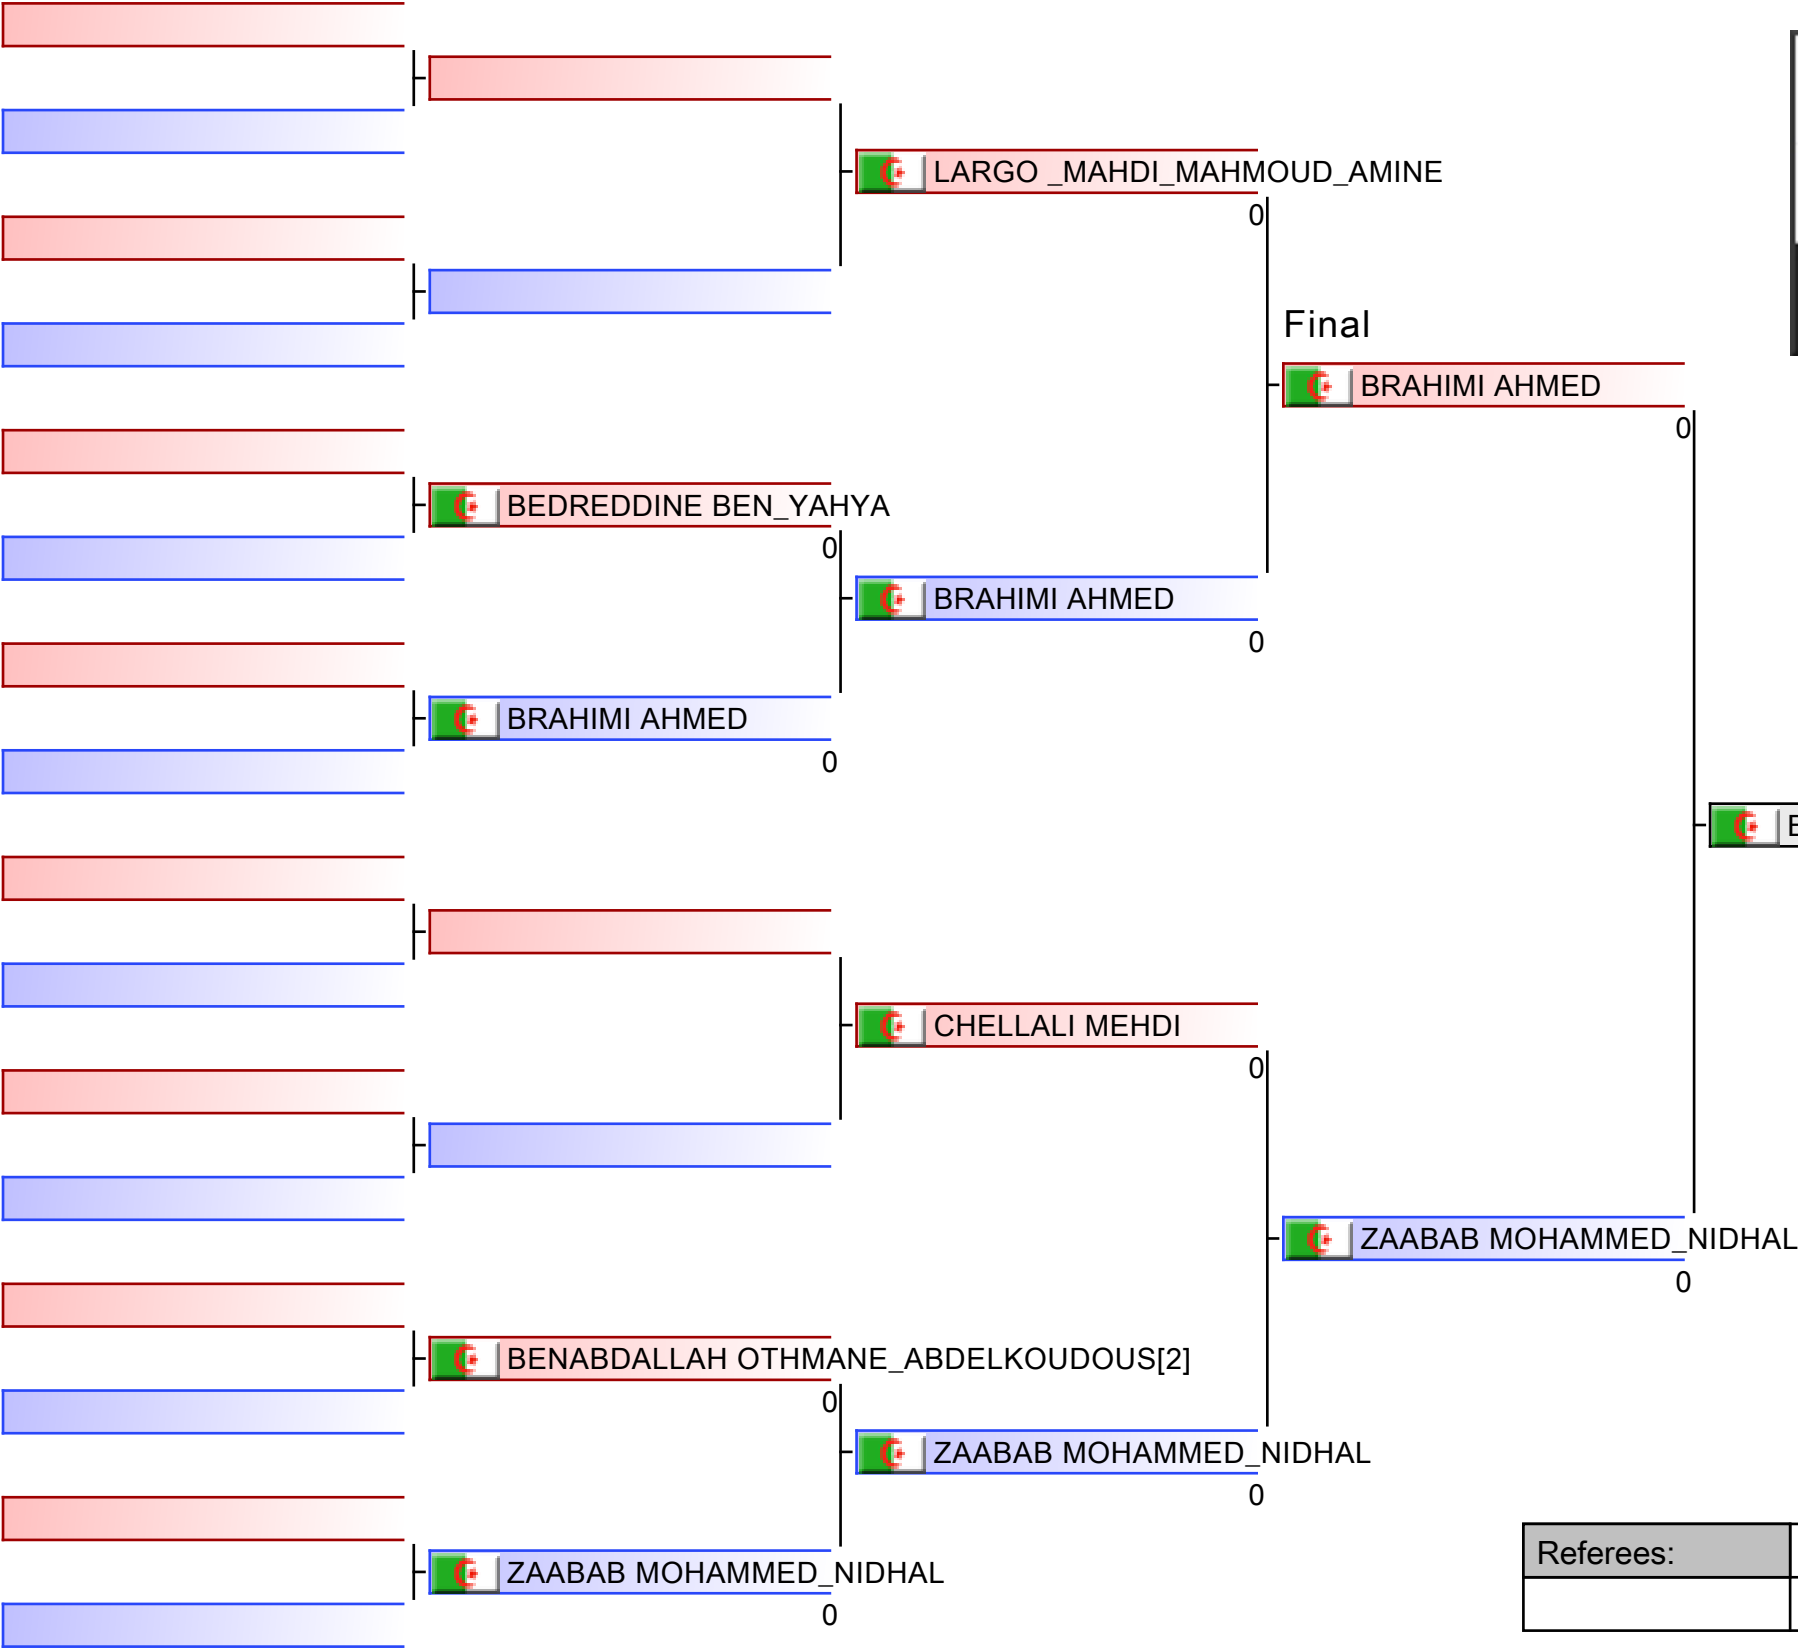 LARGO _MAHDI_MAHMOUD_AMINE
0
Final
BRAHIMI AHMED
0
BEDREDDINE BEN_YAHYA
0
BRAHIMI AHMED
0
BRAHIMI AHMED
0
CHELLALI MEHDI
0
ZAABAB MOHAMMED_NIDHAL
0
BENABDALLAH OTHMANE_ABDELKOUDOUS[2]
0
ZAABAB MOHAMMED_NIDHAL
0
Referees:
ZAABAB MOHAMMED_NIDHAL
0